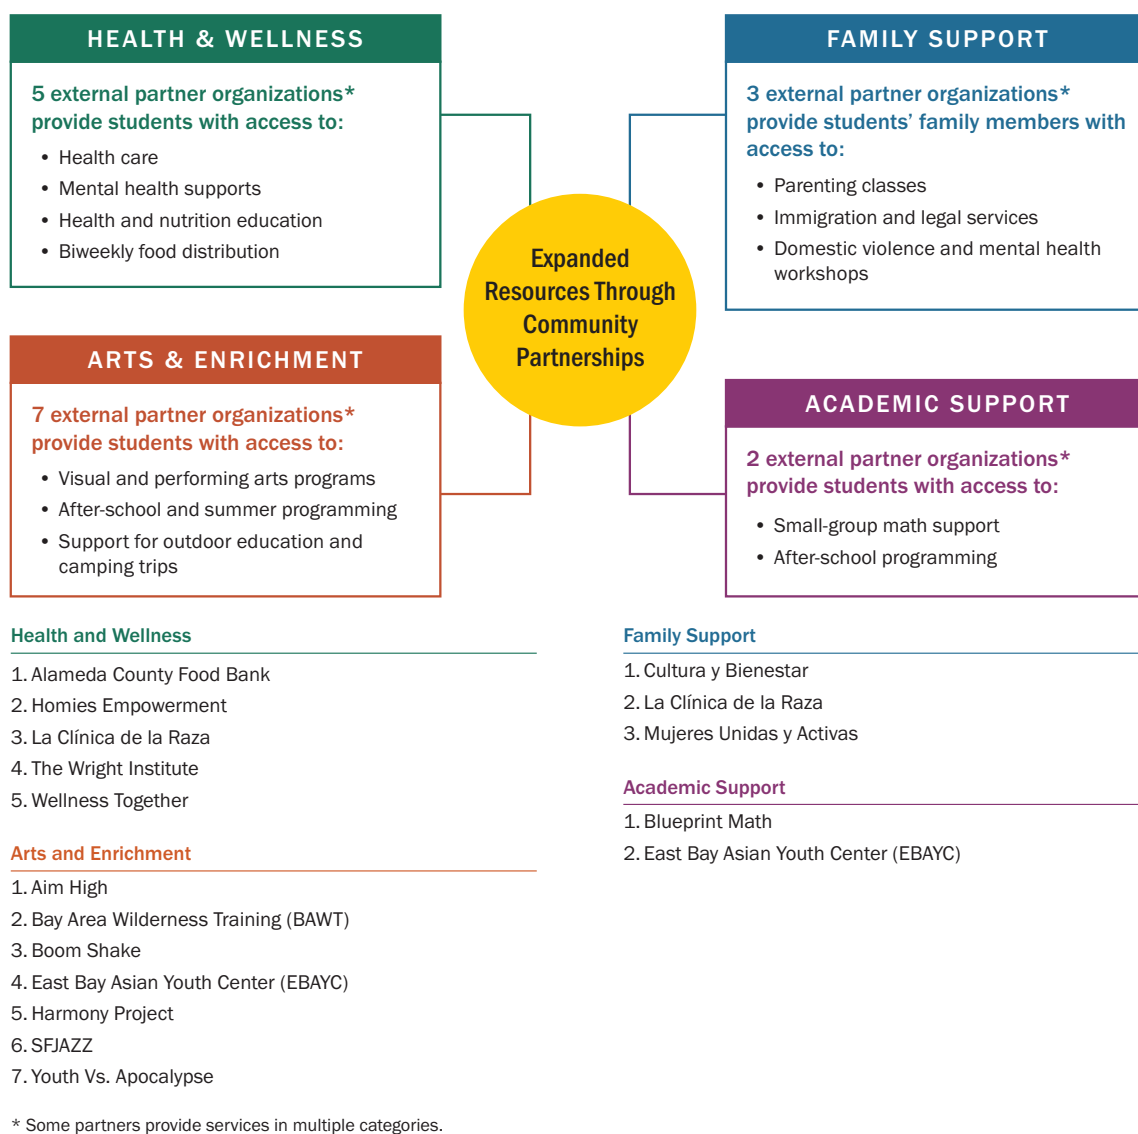 HEALTH & WELLNESS
5 external partner organizations*
provide students with access to:
• Health care
• Mental health supports
• Health and nutrition education
• Biweekly food distribution
FAMILY SUPPORT
3 external partner organizations*
provide students’ family members with
access to:
• Parenting classes
• Immigration and legal services
• Domestic violence and mental health
workshops
Expanded
Resources Through
Community
Partnerships
ARTS & ENRICHMENT
7 external partner organizations*
provide students with access to:
• Visual and performing arts programs
• After-school and summer programming
• Support for outdoor education and
camping trips
ACADEMIC SUPPORT
2 external partner organizations*
provide students with access to:
• Small-group math support
• After-school programming
Health and Wellness
1. Alameda County Food Bank
2. Homies Empowerment
3. La Clínica de la Raza
4. The Wright Institute
5. Wellness Together
Arts and Enrichment
1. Aim High
2. Bay Area Wilderness Training (BAWT)
3. Boom Shake
4. East Bay Asian Youth Center (EBAYC)
5. Harmony Project
6. SFJAZZ
7. Youth Vs. Apocalypse
Family Support
1. Cultura y Bienestar
2. La Clínica de la Raza
3. Mujeres Unidas y Activas
Academic Support
1. Blueprint Math
2. East Bay Asian Youth Center (EBAYC)
* Some partners provide services in multiple categories.